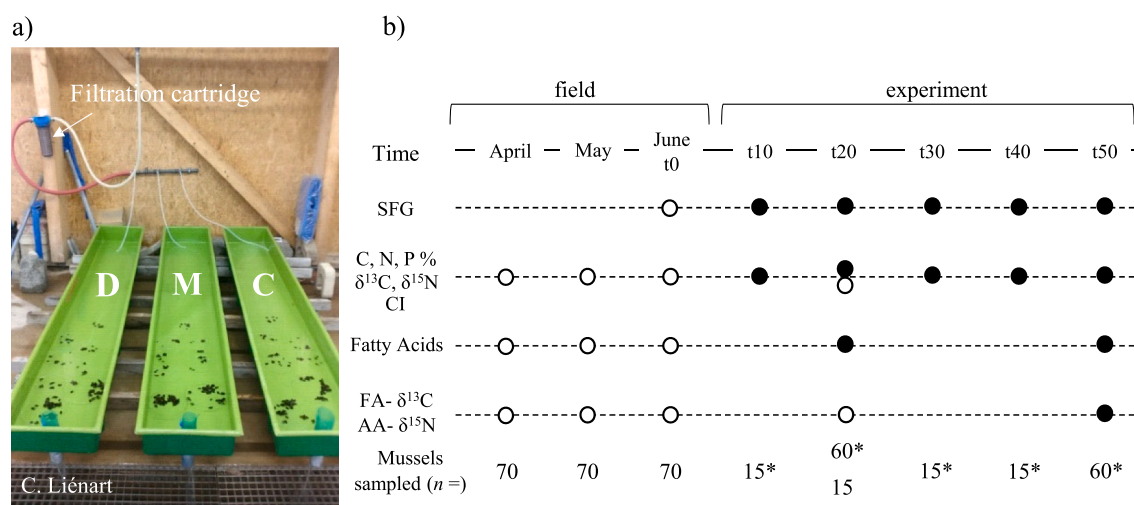 a)
Filtration cartridge
D M C
C. Liénart
b)
field experiment
Time — April — May — June t0 — t10 — t20 — t30 — t40 — t50
SFG
C, N, P %
δ¹³C, δ¹⁵N
CI
Fatty Acids
FA- δ¹³C
AA- δ¹⁵N
Mussels
sampled (n =) 70 70 70 15* 60* 15 15* 15* 60*